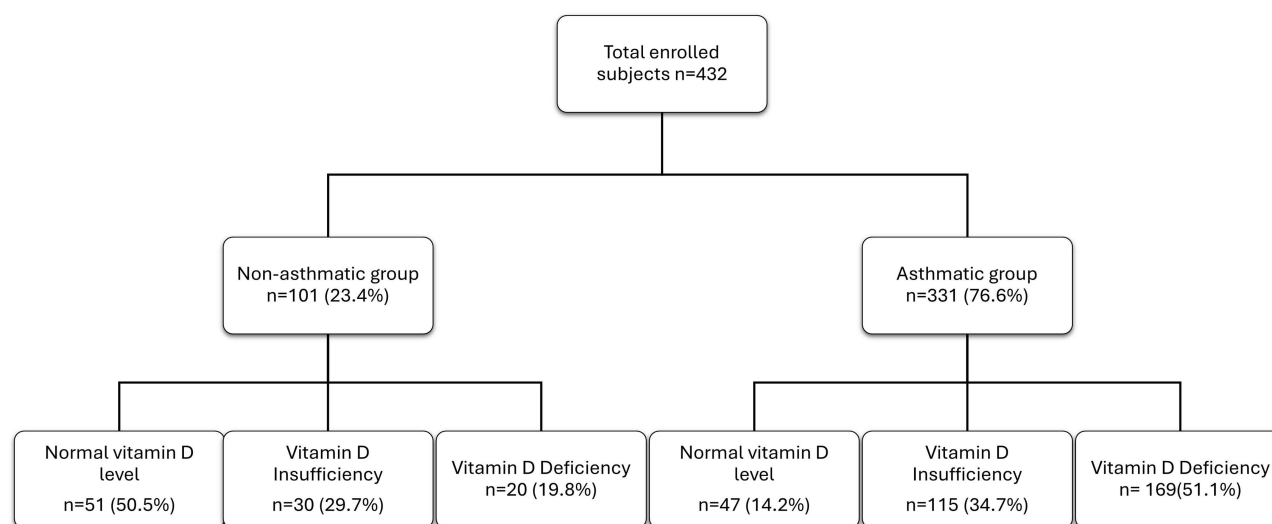 Total enrolled
subjects n=432
Non-asthmatic group
n=101 (23.4%)
Asthmatic group
n=331 (76.6%)
Normal vitamin D
level
n=51 (50.5%)
Vitamin D
Insufficiency
n=30 (29.7%)
Vitamin D Deficiency
n=20 (19.8%)
Normal vitamin D
level
n=47 (14.2%)
Vitamin D
Insufficiency
n=115 (34.7%)
Vitamin D Deficiency
n= 169(51.1%)